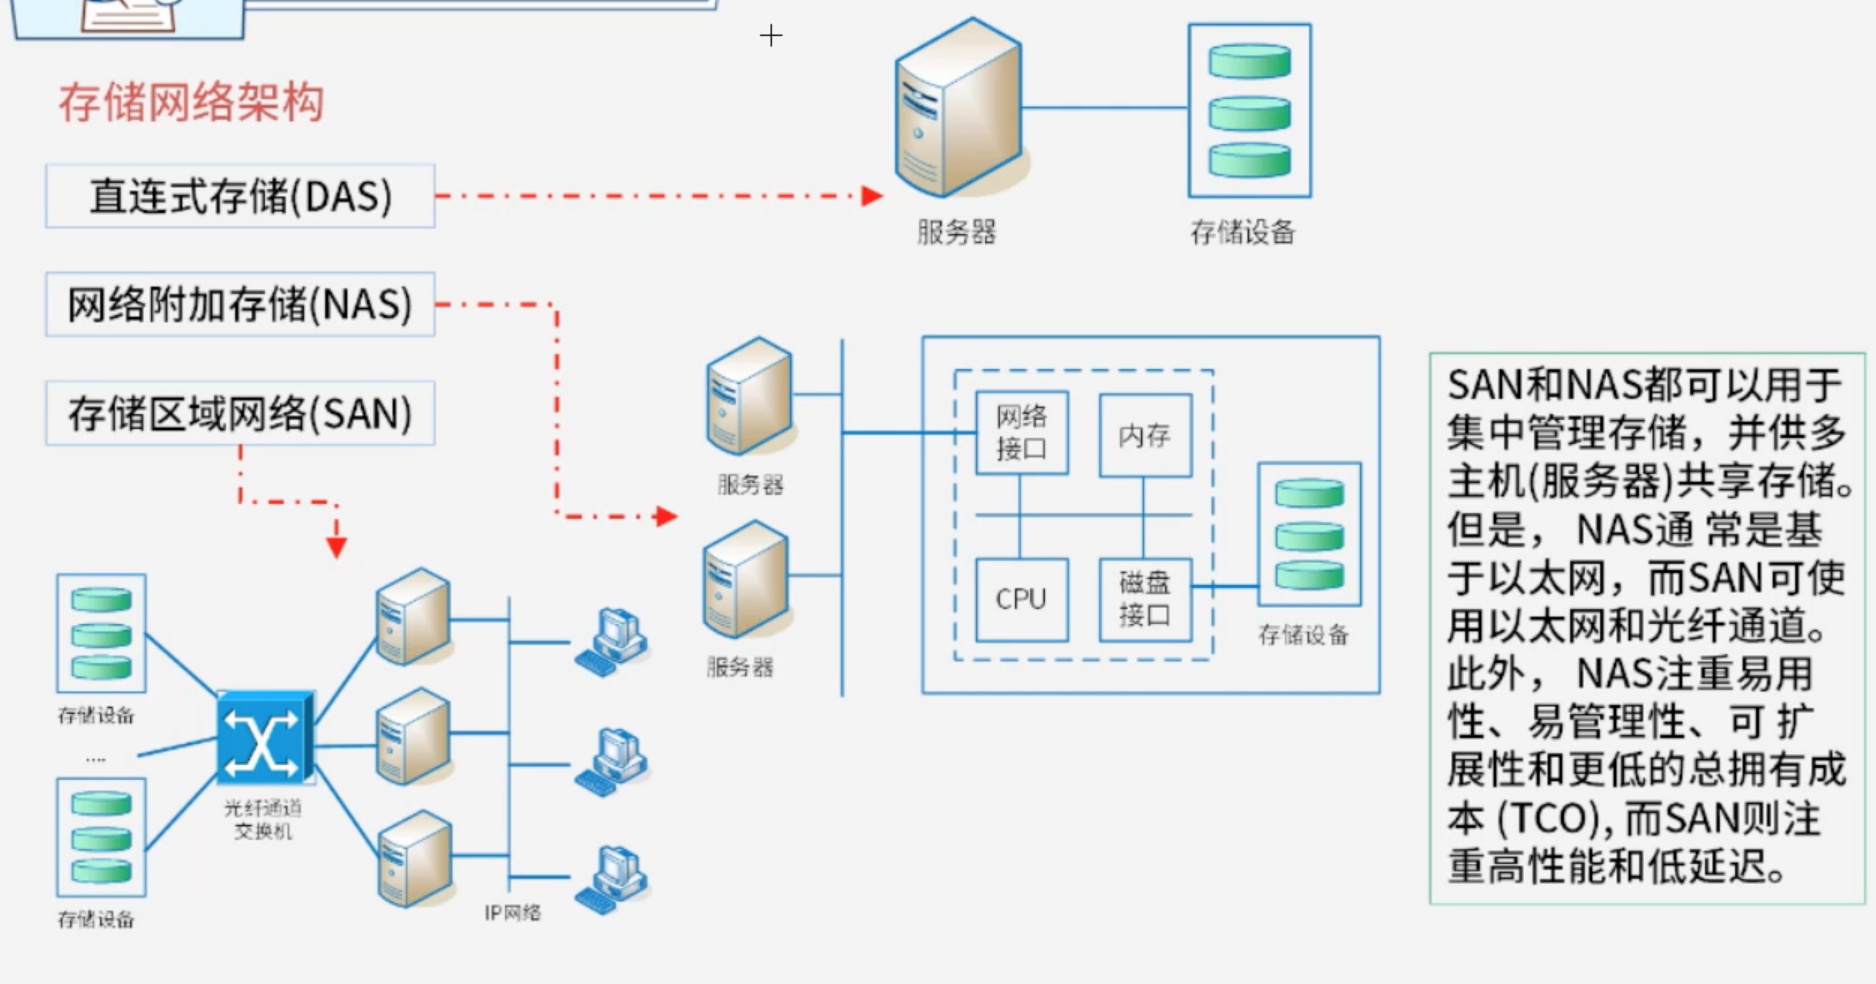 存储网络架构
直连式存储(DAS)
服务器
存储设备
网络附加存储(NAS)
存储区域网络(SAN)
服务器
服务器
网络
接口
内存
CPU
磁盘
接口
存储设备
存储设备
....
存储设备
光纤通道
交换机
IP网络
SAN和NAS都可以用于
集中管理存储，并供多
主机(服务器)共享存储。
但是， NAS通 常是基
于以太网，而SAN可使
用以太网和光纤通道。
此外， NAS注重易用
性、易管理性、可 扩
展性和更低的总拥有成
本 (TCO), 而SAN则注
重高性能和低延迟。